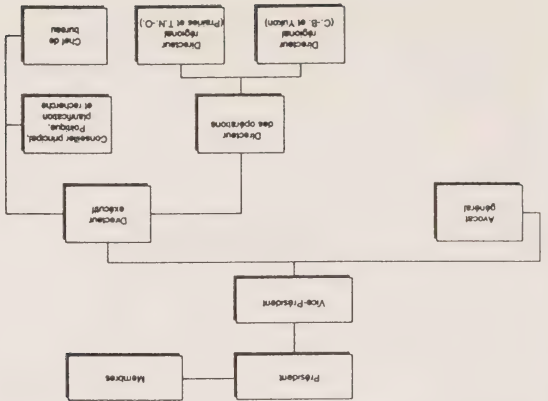 Président
Membres
Vice-Président
Avocat
général
Directeur
exécutif
Directeur
des opérations
Conseiller principal,
Politique,
planification
et recherche
Directeur
régional
(C.-B. et Yukon)
Directeur
régional
(Prairies et T.N.-O.)
Chef de
bureau